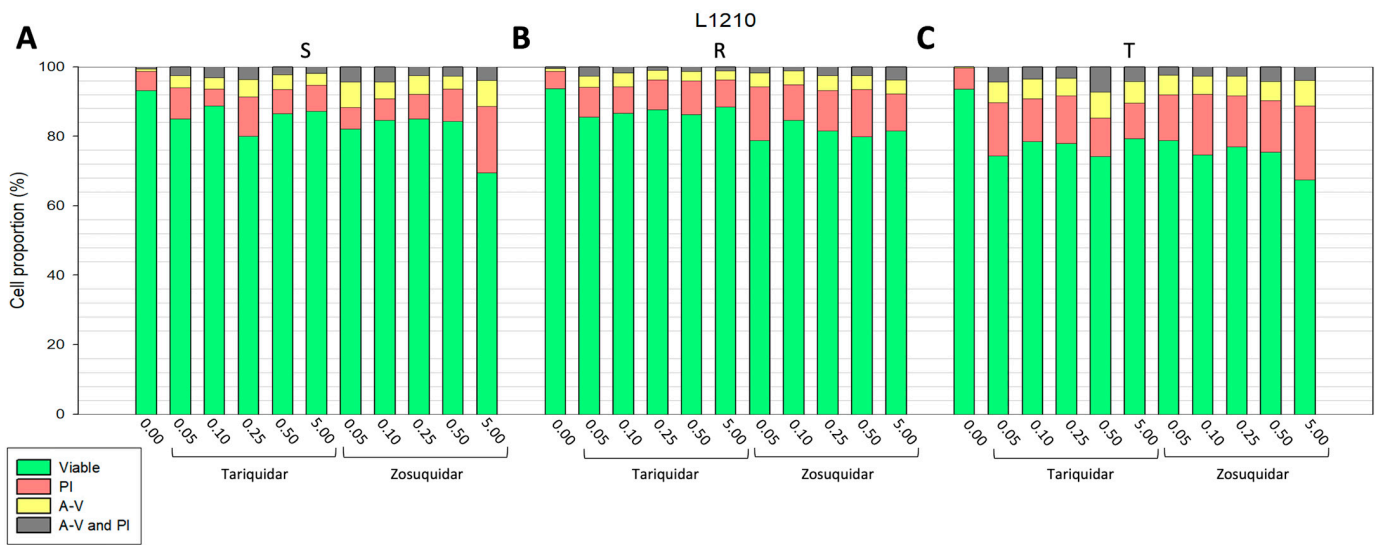 L1210
A S B R C T
Cell proportion (%)
100
80
60
40
20
0
0.00 0.05 0.10 0.25 0.50 5.00 0.05 0.10 0.25 0.50 5.00 0.00 0.05 0.10 0.25 0.50 5.00 0.05 0.10 0.25 0.50 5.00 0.00 0.05 0.10 0.25 0.50 5.00 0.05 0.10 0.25 0.50 5.00
Tariquidar Zosuquidar Tariquidar Zosuquidar Tariquidar Zosuquidar
Viable
PI
A-V
A-V and PI